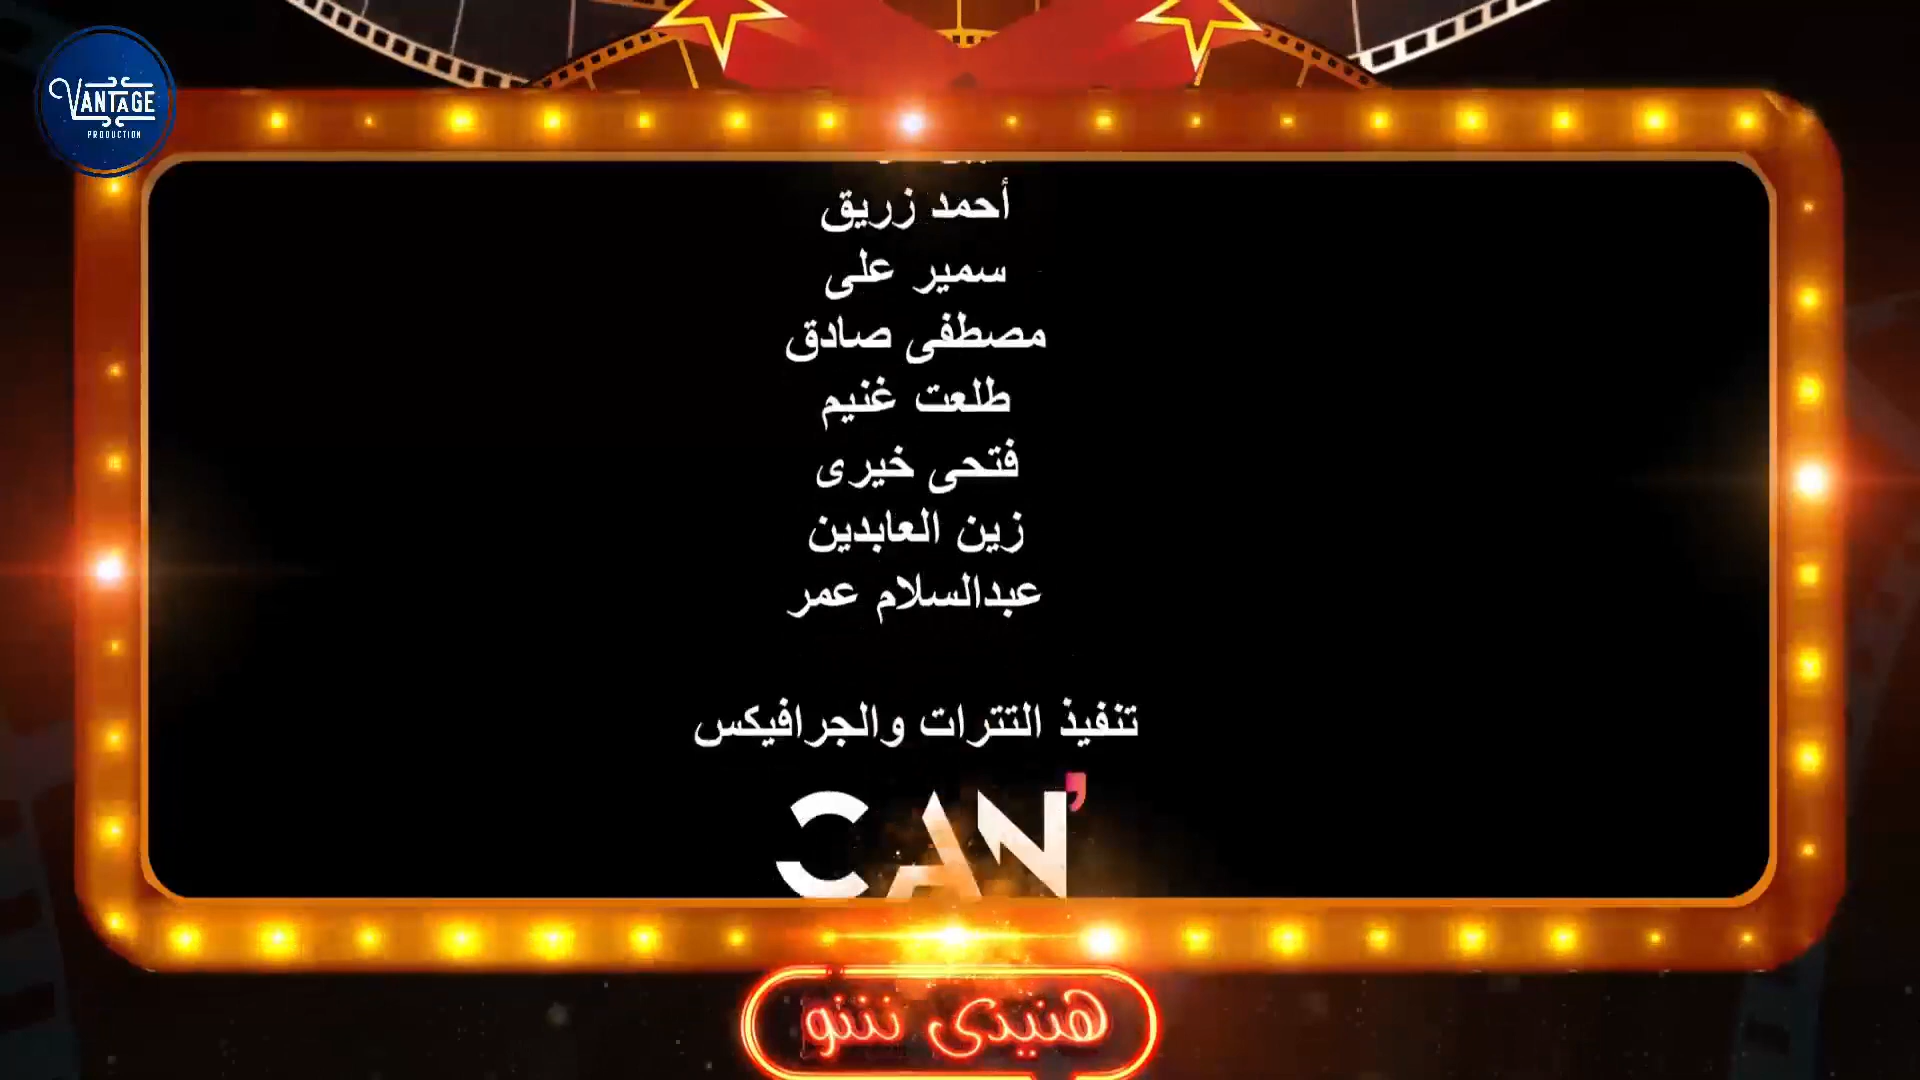 VANTAGE
PRODUCTION
أحمد زريق
سمير على
مصطفى صادق
طلعت غنيم
فتحى خيرى
زين العابدين
عبدالسلام عمر
تنفيذ التترات والجرافيكس
CAN'
هنيدى شو